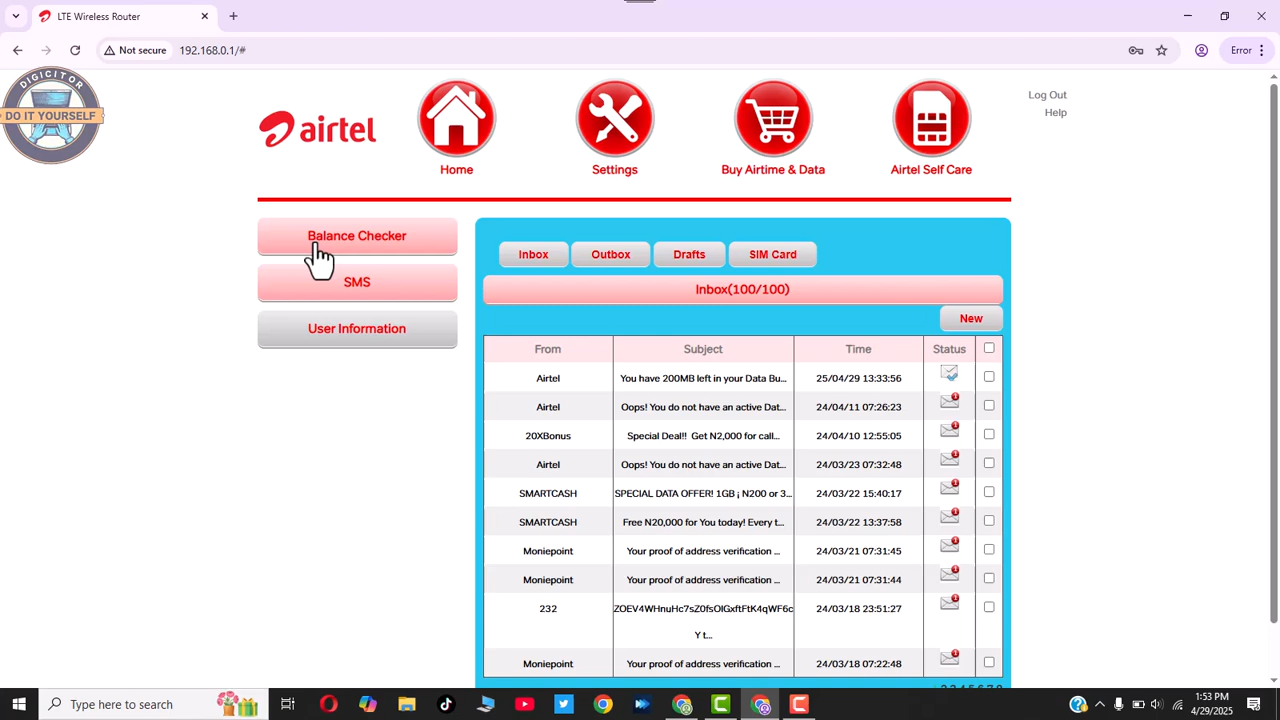 LTE Wireless Router
Not secure
192.168.0.1/#
Error
DIGICITOR
DO IT YOURSELF
airtel
Home
Settings
Buy Airtime & Data
Airtel Self Care
Log Out
Help
Balance Checker
SMS
User Information
Inbox
Outbox
Drafts
SIM Card
Inbox(100/100)
New
From Subject Time Status
Airtel You have 200MB left in your Data Bu... 25/04/29 13:33:56
Airtel Oops! You do not have an active Dat... 24/04/11 07:26:23
20XBonus Special Deal!! Get N2,000 for call... 24/04/10 12:55:05
Airtel Oops! You do not have an active Dat... 24/03/23 07:32:48
SMARTCASH SPECIAL DATA OFFER! 1GB ¡ N200 or 3... 24/03/22 15:40:17
SMARTCASH Free N20,000 for You today! Every t... 24/03/22 13:37:58
Moniepoint Your proof of address verification ... 24/03/21 07:31:45
Moniepoint Your proof of address verification ... 24/03/21 07:31:44
232 ZOEV4WHnuHc7sZ0fsOIGxftFtK4qWF6c 24/03/18 23:51:27
Y t...
Moniepoint Your proof of address verification ... 24/03/18 07:22:48
Type here to search
1:53 PM
4/29/2025